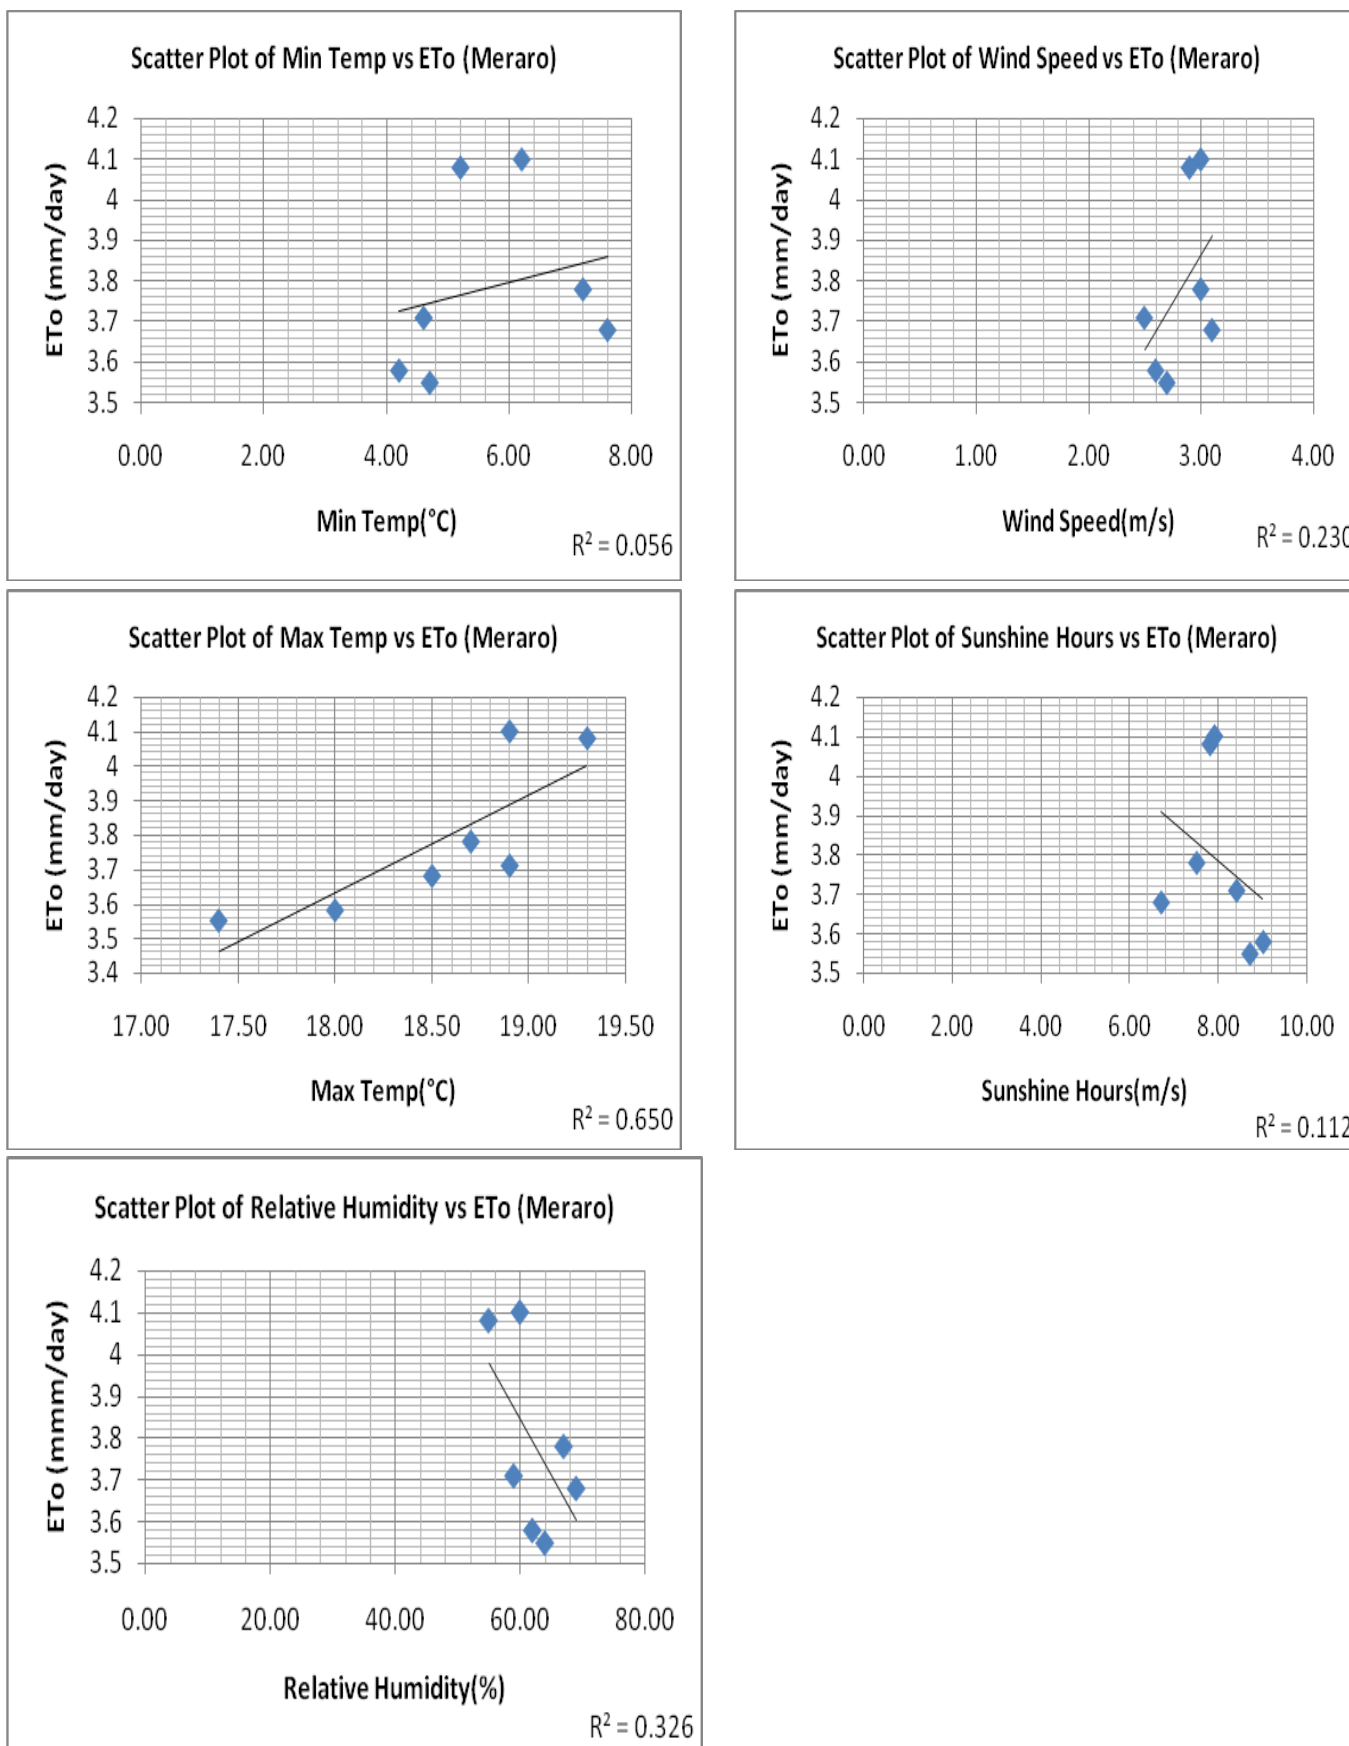 Scatter Plot of Min Temp vs ETo (Meraro)
ETo (mm/day)
4.2
4.1
4
3.9
3.8
3.7
3.6
3.5
0.00 2.00 4.00 6.00 8.00
Min Temp(°C)
R² = 0.056
Scatter Plot of Wind Speed vs ETo (Meraro)
ETo (mm/day)
4.2
4.1
4
3.9
3.8
3.7
3.6
3.5
0.00 1.00 2.00 3.00 4.00
Wind Speed(m/s)
R² = 0.230
Scatter Plot of Max Temp vs ETo (Meraro)
ETo (mm/day)
4.2
4.1
4
3.9
3.8
3.7
3.6
3.5
3.4
17.00 17.50 18.00 18.50 19.00 19.50
Max Temp(°C)
R² = 0.650
Scatter Plot of Sunshine Hours vs ETo (Meraro)
ETo (mm/day)
4.2
4.1
4
3.9
3.8
3.7
3.6
3.5
0.00 2.00 4.00 6.00 8.00 10.00
Sunshine Hours(m/s)
R² = 0.112
Scatter Plot of Relative Humidity vs ETo (Meraro)
ETo (mmm/day)
4.2
4.1
4
3.9
3.8
3.7
3.6
3.5
0.00 20.00 40.00 60.00 80.00
Relative Humidity(%)
R² = 0.326